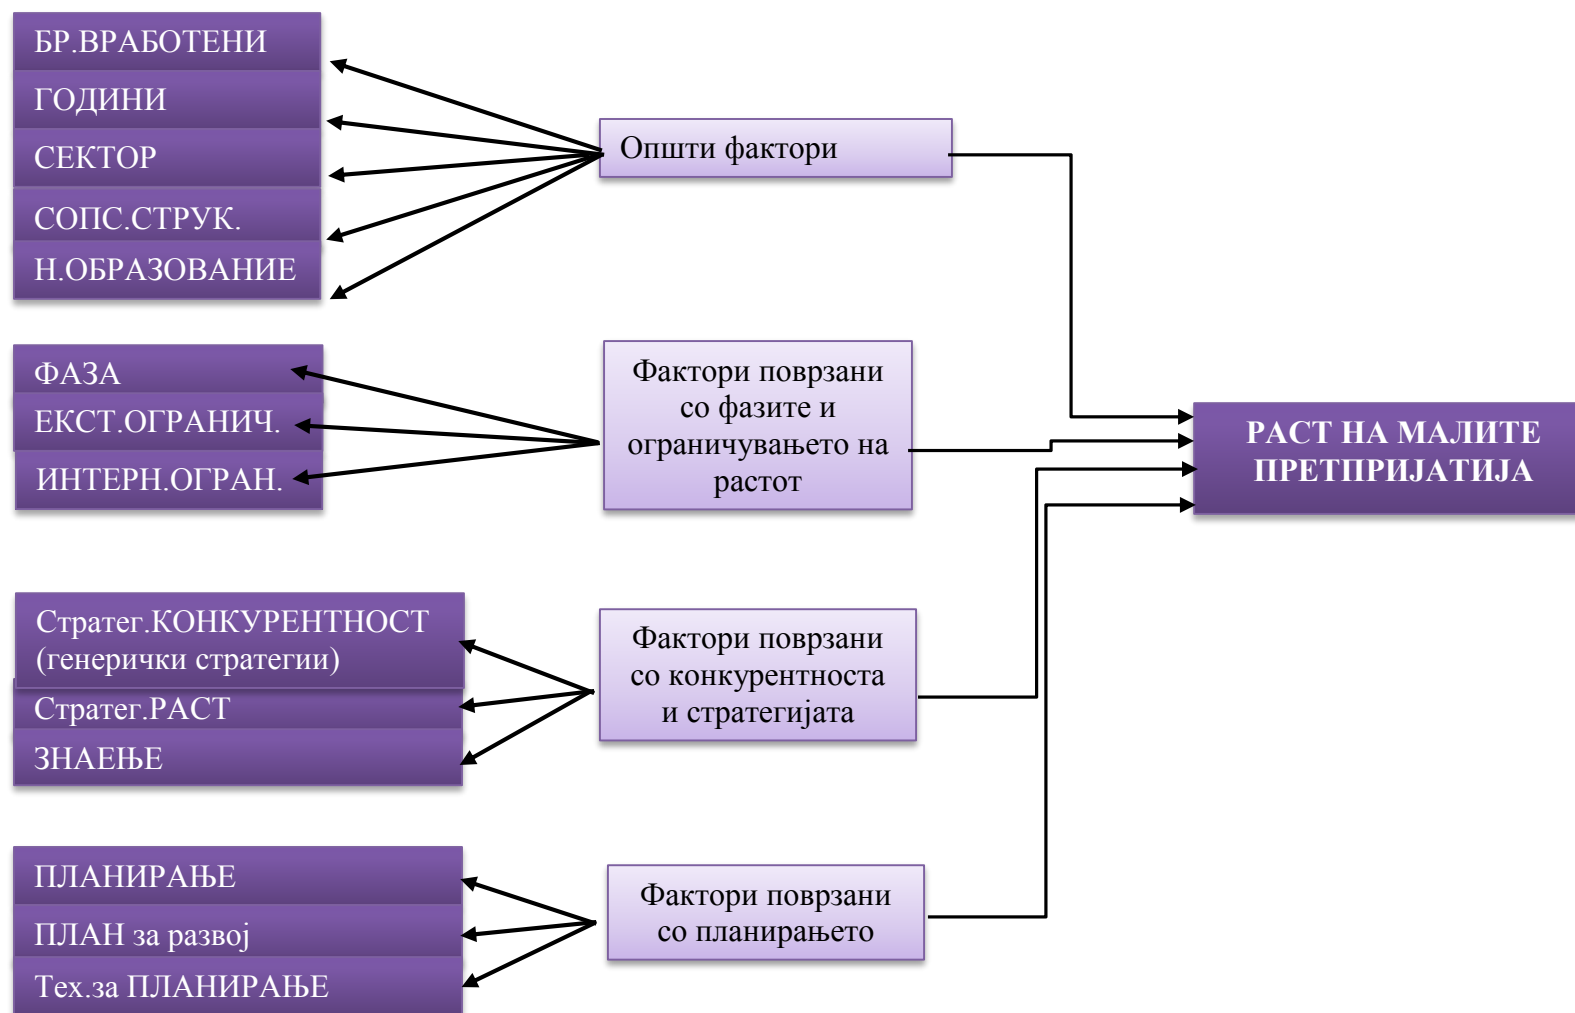 БР.ВРАБОТЕНИ
ГОДИНИ
СЕКТОР
СОПС.СТРУК.
Н.ОБРАЗОВАНИЕ
Општи фактори
ФАЗА
ЕКСТ.ОГРАНИЧ.
ИНТЕРН.ОГРАН.
Фактори поврзани
со фазите и
ограничувањето на
растот
РАСТ НА МАЛИТЕ
ПРЕТПРИЈАТИЈА
Стратег.КОНКУРЕНТНОСТ
(генерички стратегии)
Стратег.РАСТ
ЗНАЕЊЕ
Фактори поврзани
со конкурентноста
и стратегијата
ПЛАНИРАЊЕ
ПЛАН за развој
Тех.за ПЛАНИРАЊЕ
Фактори поврзани
со планирањето